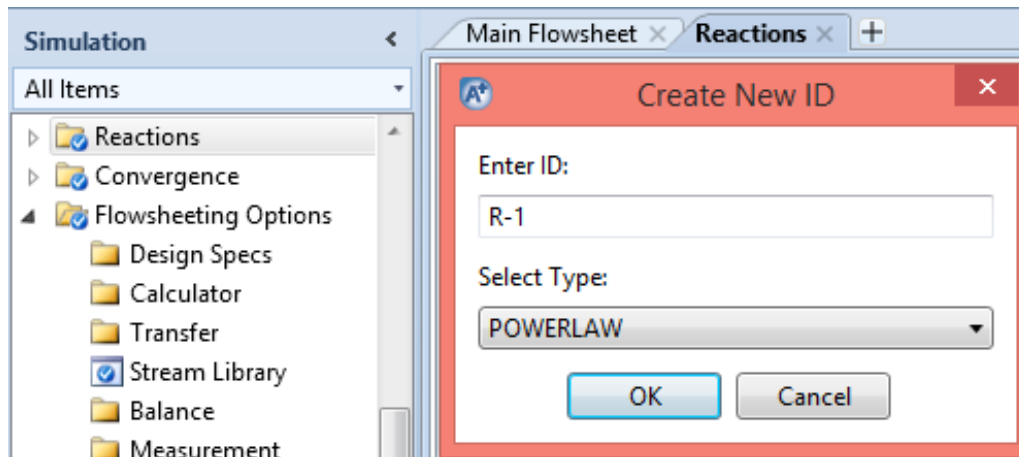 Simulation
All Items
Reactions
Convergence
Flowsheeting Options
Design Specs
Calculator
Transfer
Stream Library
Balance
Measurement
Main Flowsheet
Reactions
Create New ID
Enter ID:
R-1
Select Type:
POWERLAW
OK
Cancel